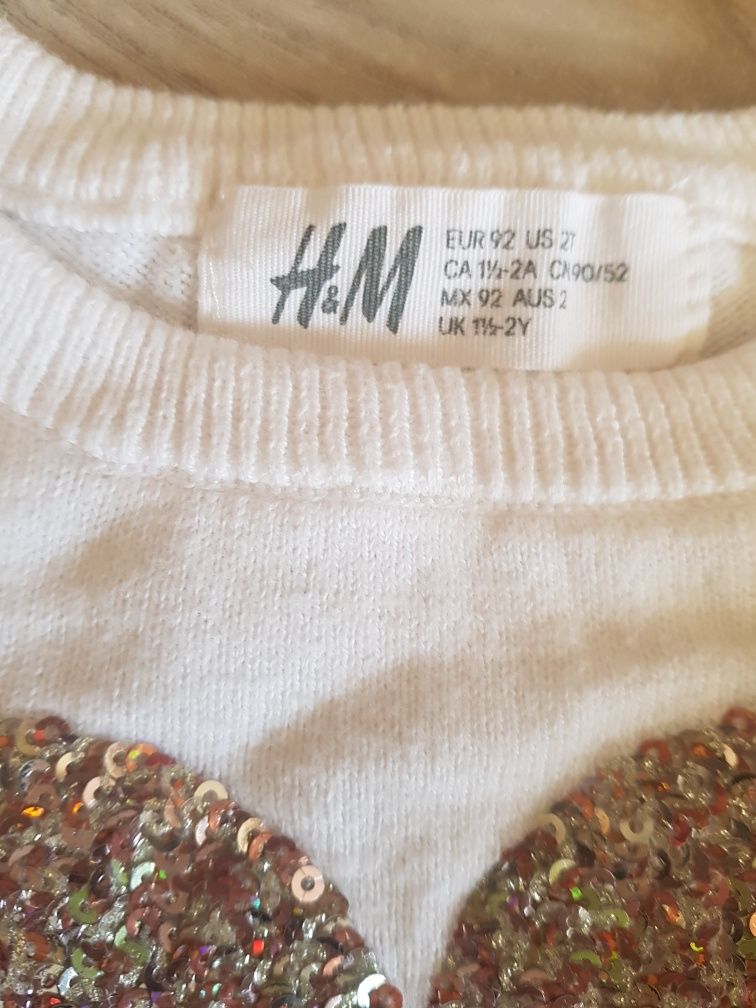 H&M
EUR 92 US 2T
CA 1½-2A CN90/52
MX 92 AUS 2
UK 1½-2Y